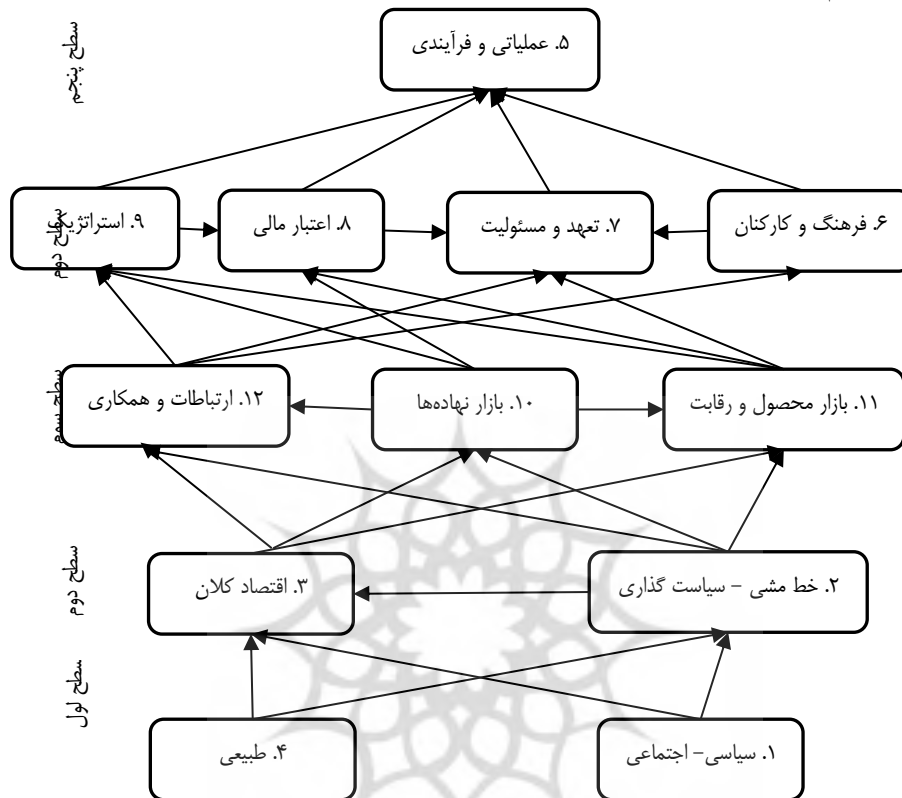 سطح پنجم
۵. عملیاتی و فرآیندی
۶. فرهنگ و کارکنان
۷. تعهد و مسئولیت
۸. اعتبار مالی
۹. استراتژیک
سطح دوم
۱۱. بازار محصول و رقابت
۱۰. بازار نهاده‌ها
۱۲. ارتباطات و همکاری
سطح سوم
۲. خط مشی - سیاست گذاری
۳. اقتصاد کلان
سطح دوم
سطح لول
۱. سیاسی- اجتماعی
۴. طبیعی